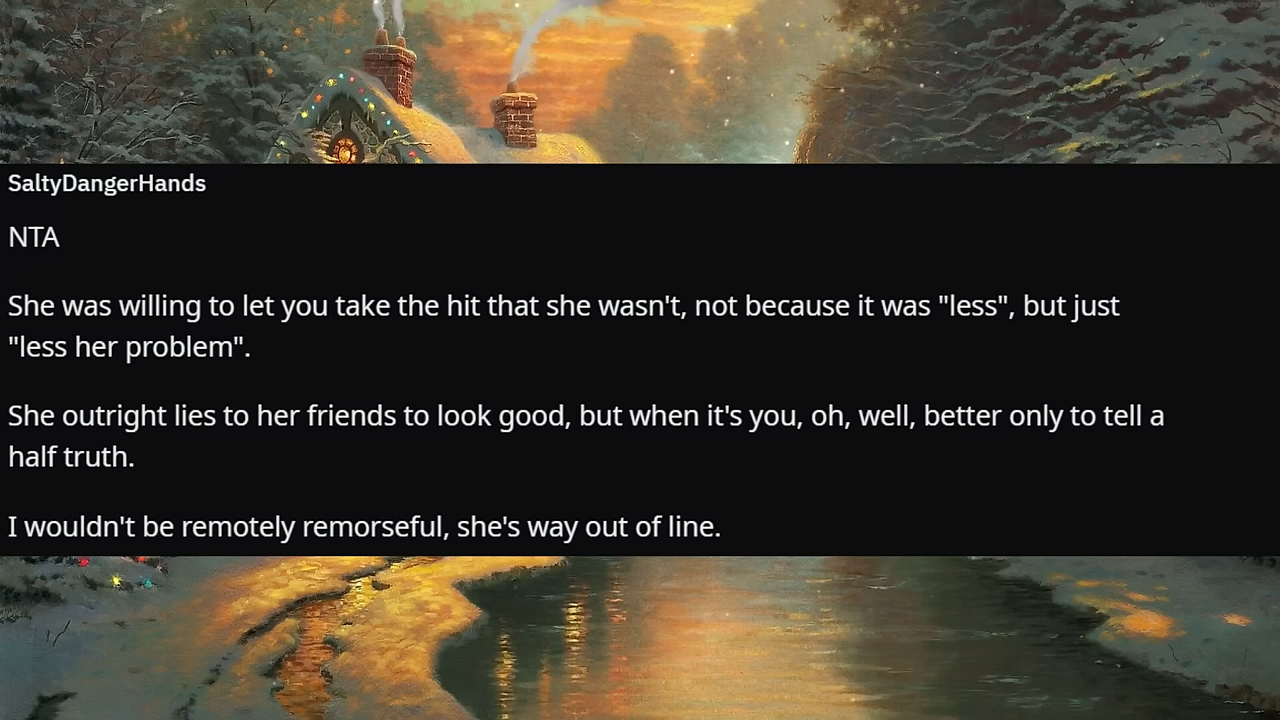 SaltyDangerHands
NTA
She was willing to let you take the hit that she wasn't, not because it was "less", but just
"less her problem".
She outright lies to her friends to look good, but when it's you, oh, well, better only to tell a
half truth.
I wouldn't be remotely remorseful, she's way out of line.